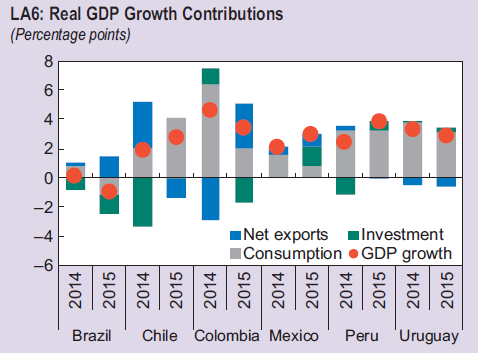 LA6: Real GDP Growth Contributions
(Percentage points)
8
6
4
2
0
−2
−4
−6
Net exports Investment
Consumption GDP growth
2014 2015 2014 2015 2014 2015 2014 2015 2014 2015 2014 2015
Brazil Chile Colombia Mexico Peru Uruguay